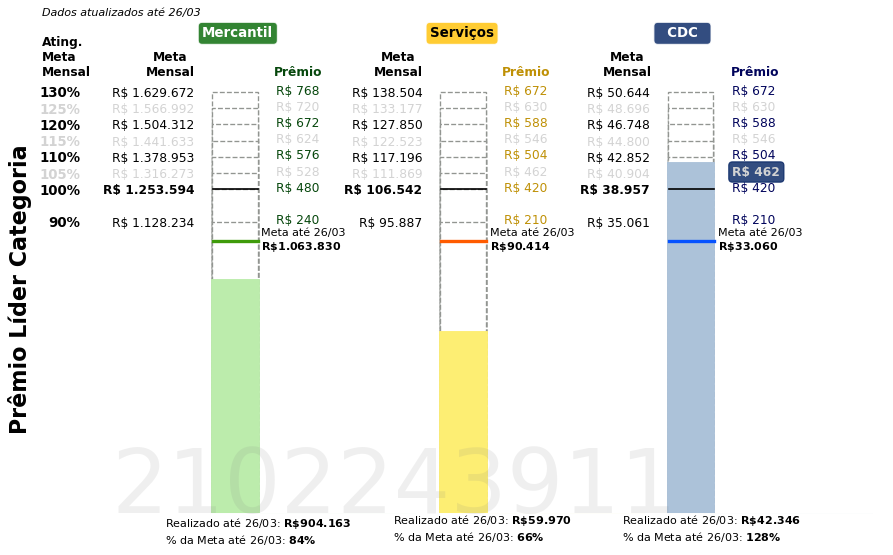 Dados atualizados até 26/03
Mercantil Serviços CDC
Ating.
Meta Meta Meta Meta
Mensal Mensal Prêmio Mensal Prêmio Mensal Prêmio
130% R$ 1.629.672 R$ 768 R$ 138.504 R$ 672 R$ 50.644 R$ 672
125% R$ 1.566.992 R$ 720 R$ 133.177 R$ 630 R$ 48.696 R$ 630
120% R$ 1.504.312 R$ 672 R$ 127.850 R$ 588 R$ 46.748 R$ 588
115% R$ 1.441.633 R$ 624 R$ 122.523 R$ 546 R$ 44.800 R$ 546
110% R$ 1.378.953 R$ 576 R$ 117.196 R$ 504 R$ 42.852 R$ 504
105% R$ 1.316.273 R$ 528 R$ 111.869 R$ 462 R$ 40.904 R$ 462
100% R$ 1.253.594 R$ 480 R$ 106.542 R$ 420 R$ 38.957 R$ 420
90% R$ 1.128.234 R$ 240 R$ 95.887 R$ 210 R$ 35.061 R$ 210
Meta até 26/03 Meta até 26/03 Meta até 26/03
R$1.063.830 R$90.414 R$33.060
Prêmio Líder Categoria
2102243911
Realizado até 26/03: R$904.163 Realizado até 26/03: R$59.970 Realizado até 26/03: R$42.346
% da Meta até 26/03: 84% % da Meta até 26/03: 66% % da Meta até 26/03: 128%